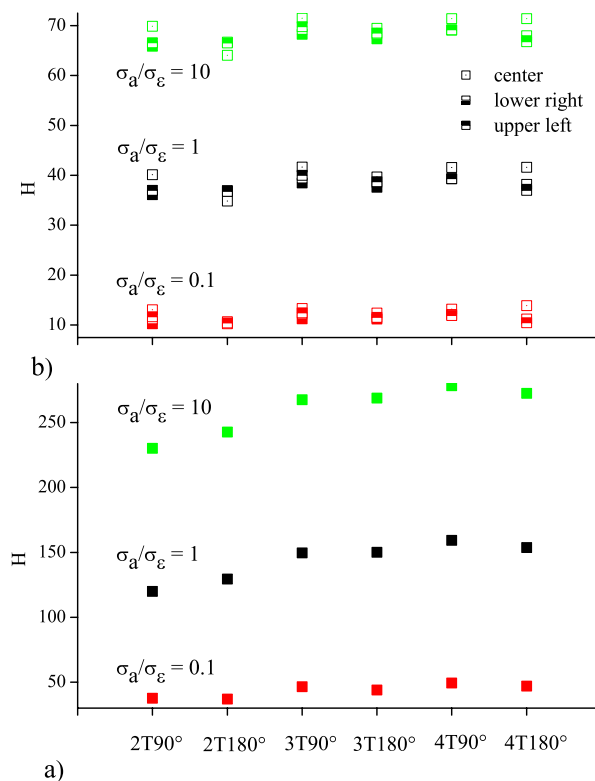 70
60
50
40
30
20
10
H
σa/σε = 10
σa/σε = 1
σa/σε = 0.1
center
lower right
upper left
b)
250
200
150
100
50
H
σa/σε = 10
σa/σε = 1
σa/σε = 0.1
2T90° 2T180° 3T90° 3T180° 4T90° 4T180°
a)